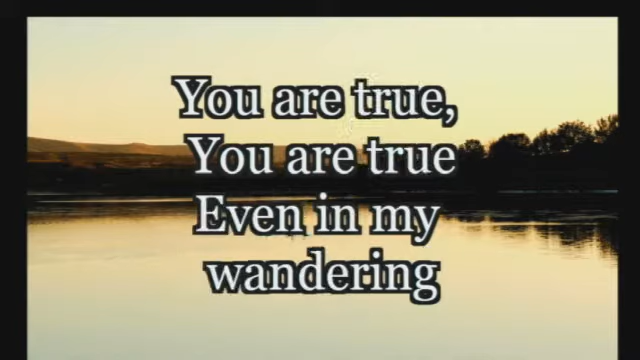 You are true,
You are true
Even in my
wandering